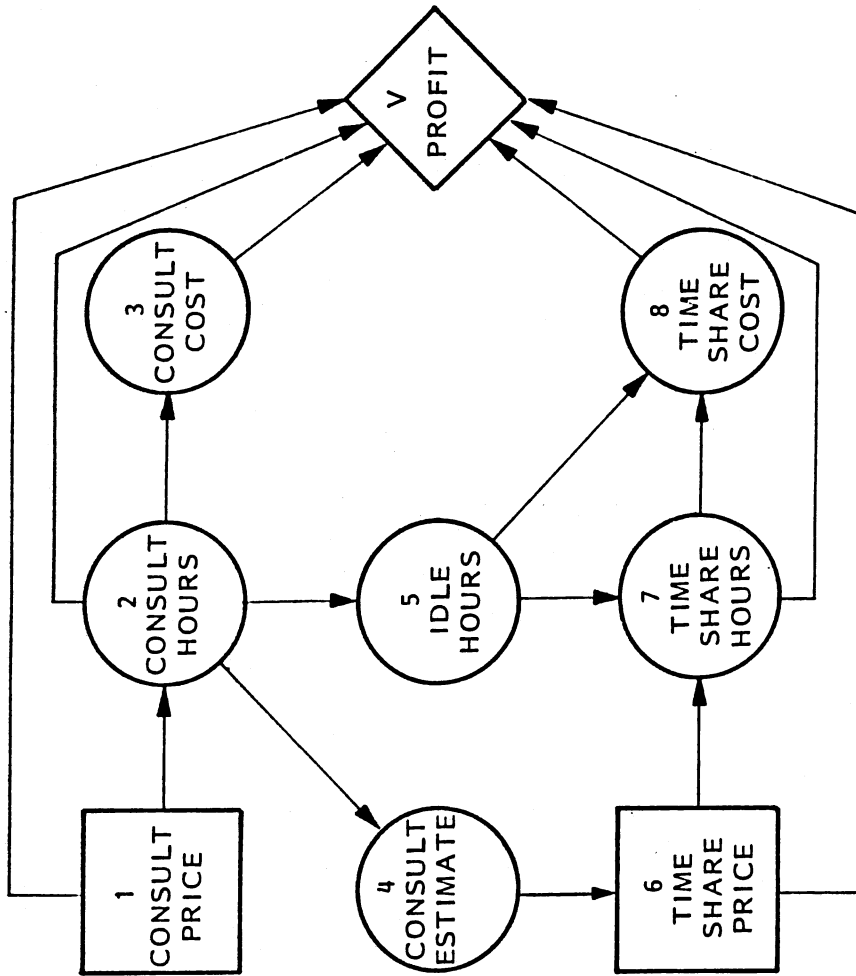 1
CONSULT
PRICE
2
CONSULT
HOURS
3
CONSULT
COST
4
CONSULT
ESTIMATE
5
IDLE
HOURS
6
TIME
SHARE
PRICE
7
TIME
SHARE
HOURS
8
TIME
SHARE
COST
V
PROFIT